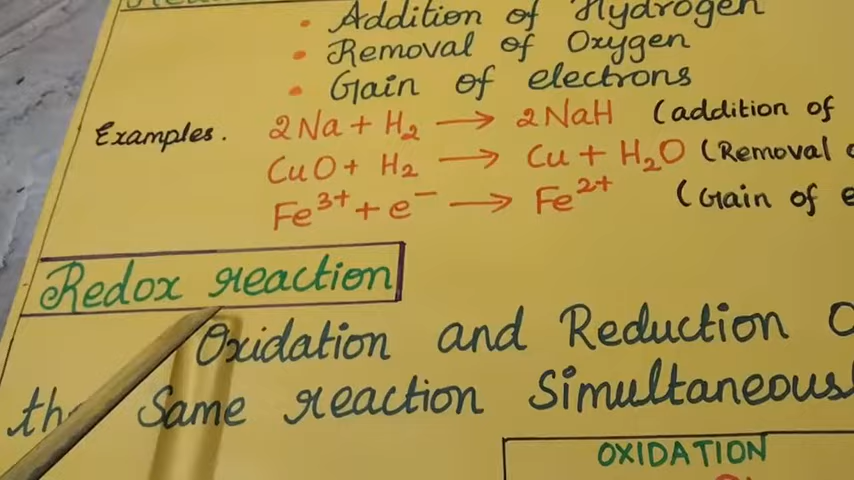 • Addition of Hydrogen
• Removal of Oxygen
• Gain of electrons
Examples. 2Na + H₂ → 2NaH (addition of
CuO + H₂ → Cu + H₂O (Removal
Fe³⁺ + e⁻ → Fe²⁺ (Gain of
Redox reaction
Oxidation and Reduction
Same reaction Simultaneously
OXIDATION